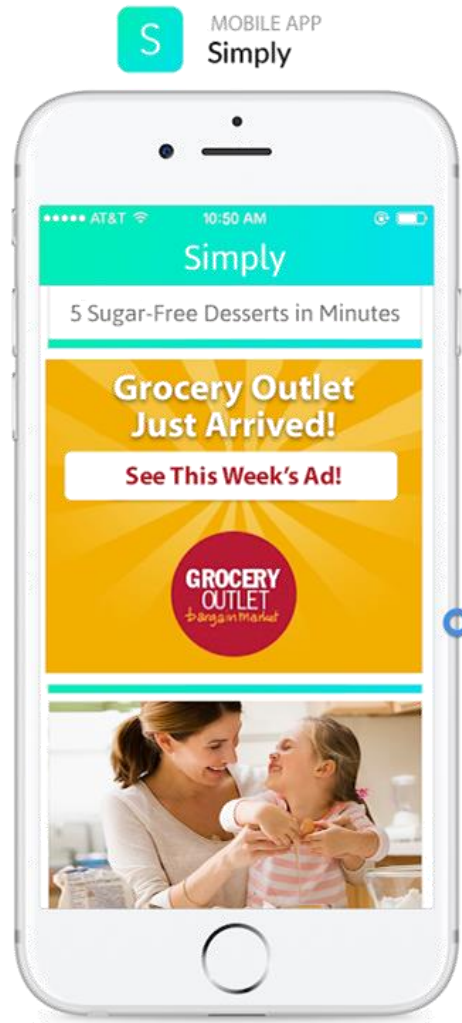 S
MOBILE APP
Simply
AT&T 10:50 AM
Simply
5 Sugar-Free Desserts in Minutes
Grocery Outlet
Just Arrived!
See This Week's Ad!
GROCERY
OUTLET
bargain market